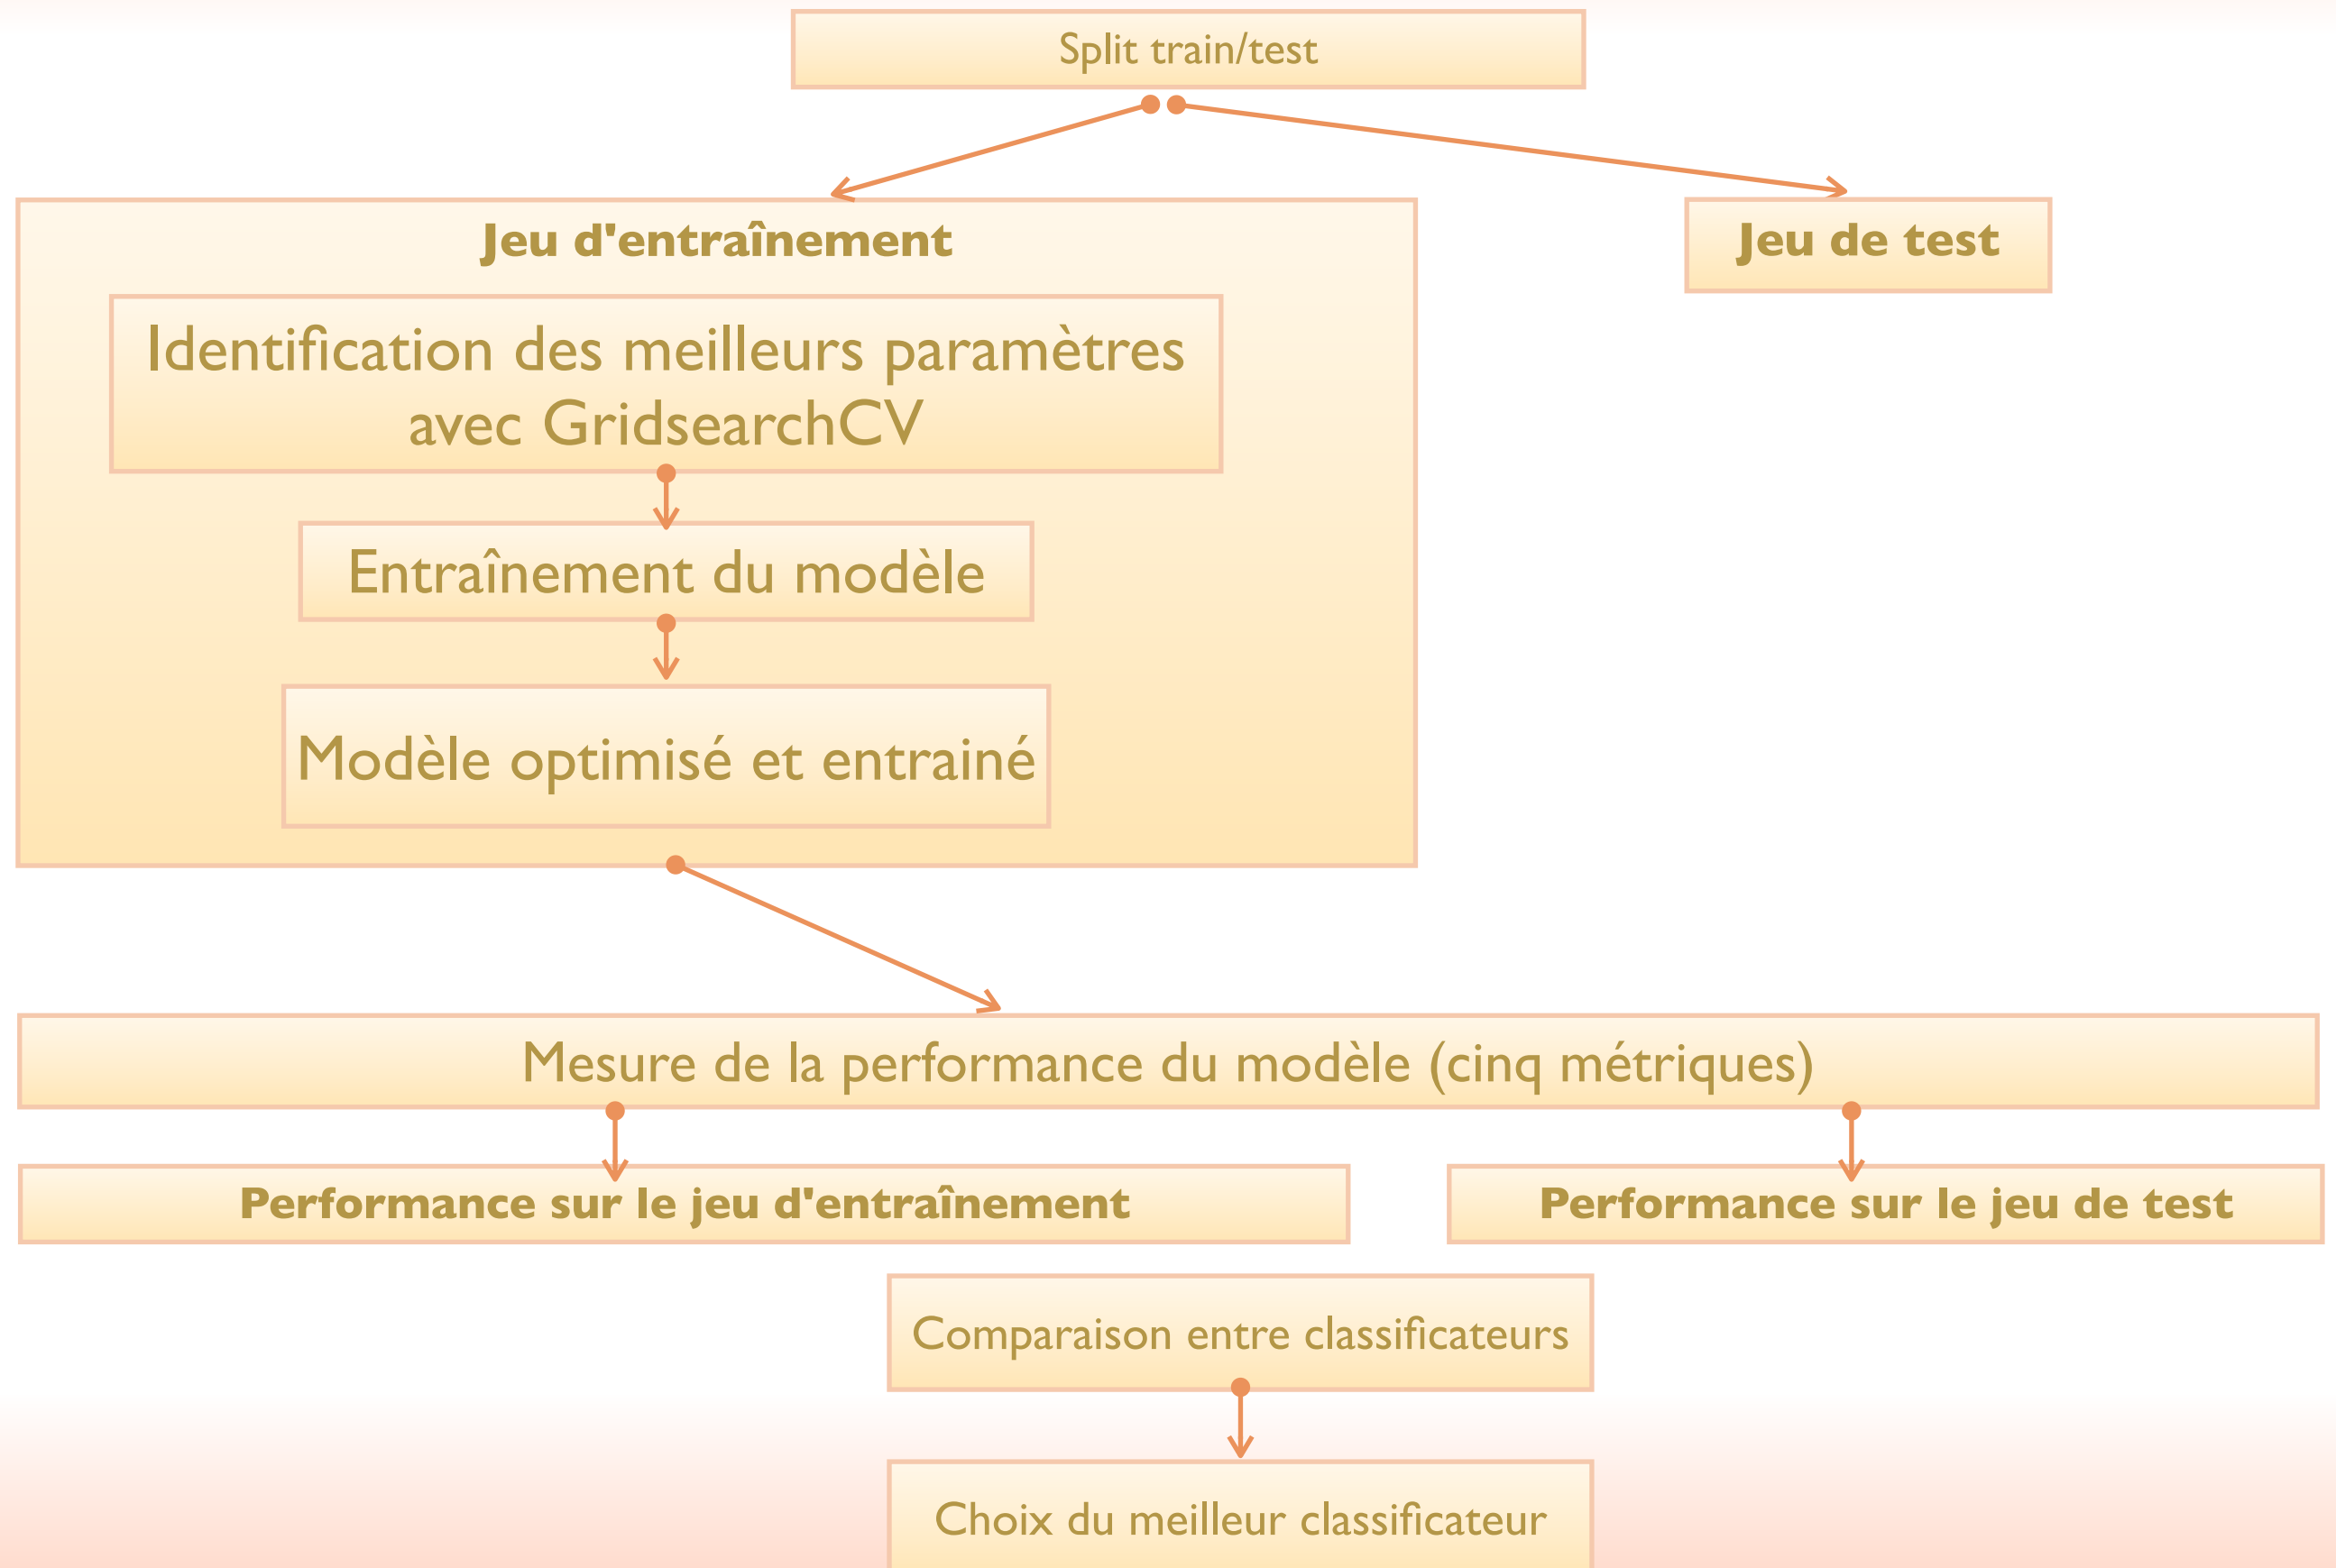 Split train/test
Jeu d'entraînement
Jeu de test
Identification des meilleurs paramètres
avec GridsearchCV
Entraînement du modèle
Modèle optimisé et entrainé
Mesure de la performance du modèle (cinq métriques)
Performance sur le jeu d'entraînement
Performance sur le jeu de test
Comparaison entre classificateurs
Choix du meilleur classificateur